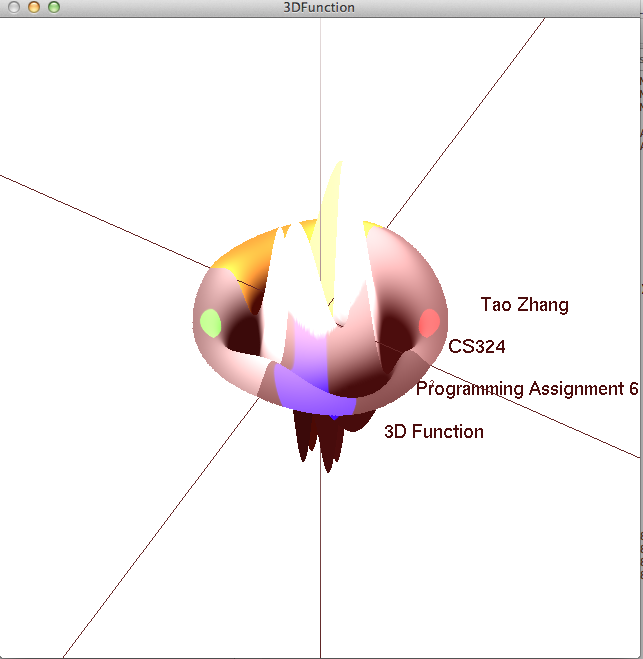 3DFunction
Tao Zhang
CS324
Programming Assignment 6
3D Function